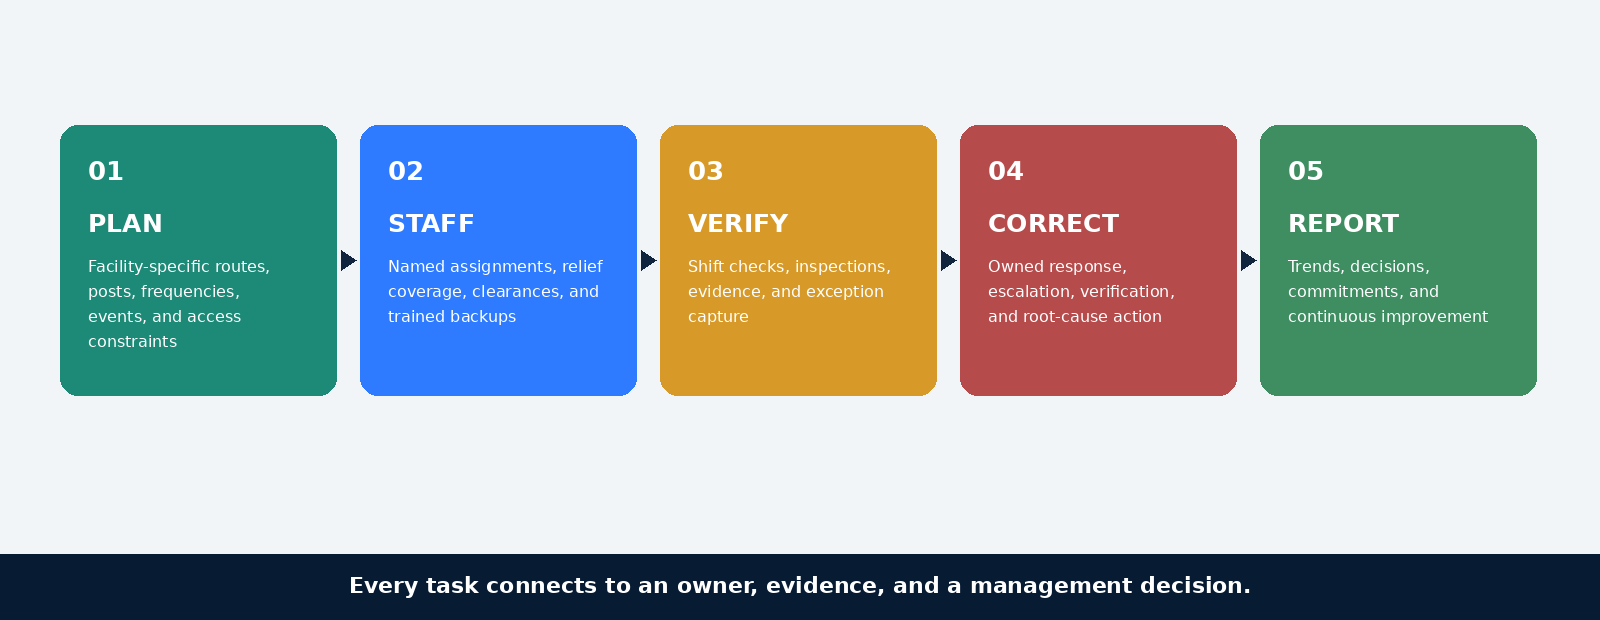 01
PLAN
Facility-specific routes,
posts, frequencies,
events, and access
constraints
02
STAFF
Named assignments, relief
coverage, clearances, and
trained backups
03
VERIFY
Shift checks, inspections,
evidence, and exception
capture
04
CORRECT
Owned response,
escalation, verification,
and root-cause action
05
REPORT
Trends, decisions,
commitments, and
continuous improvement
Every task connects to an owner, evidence, and a management decision.